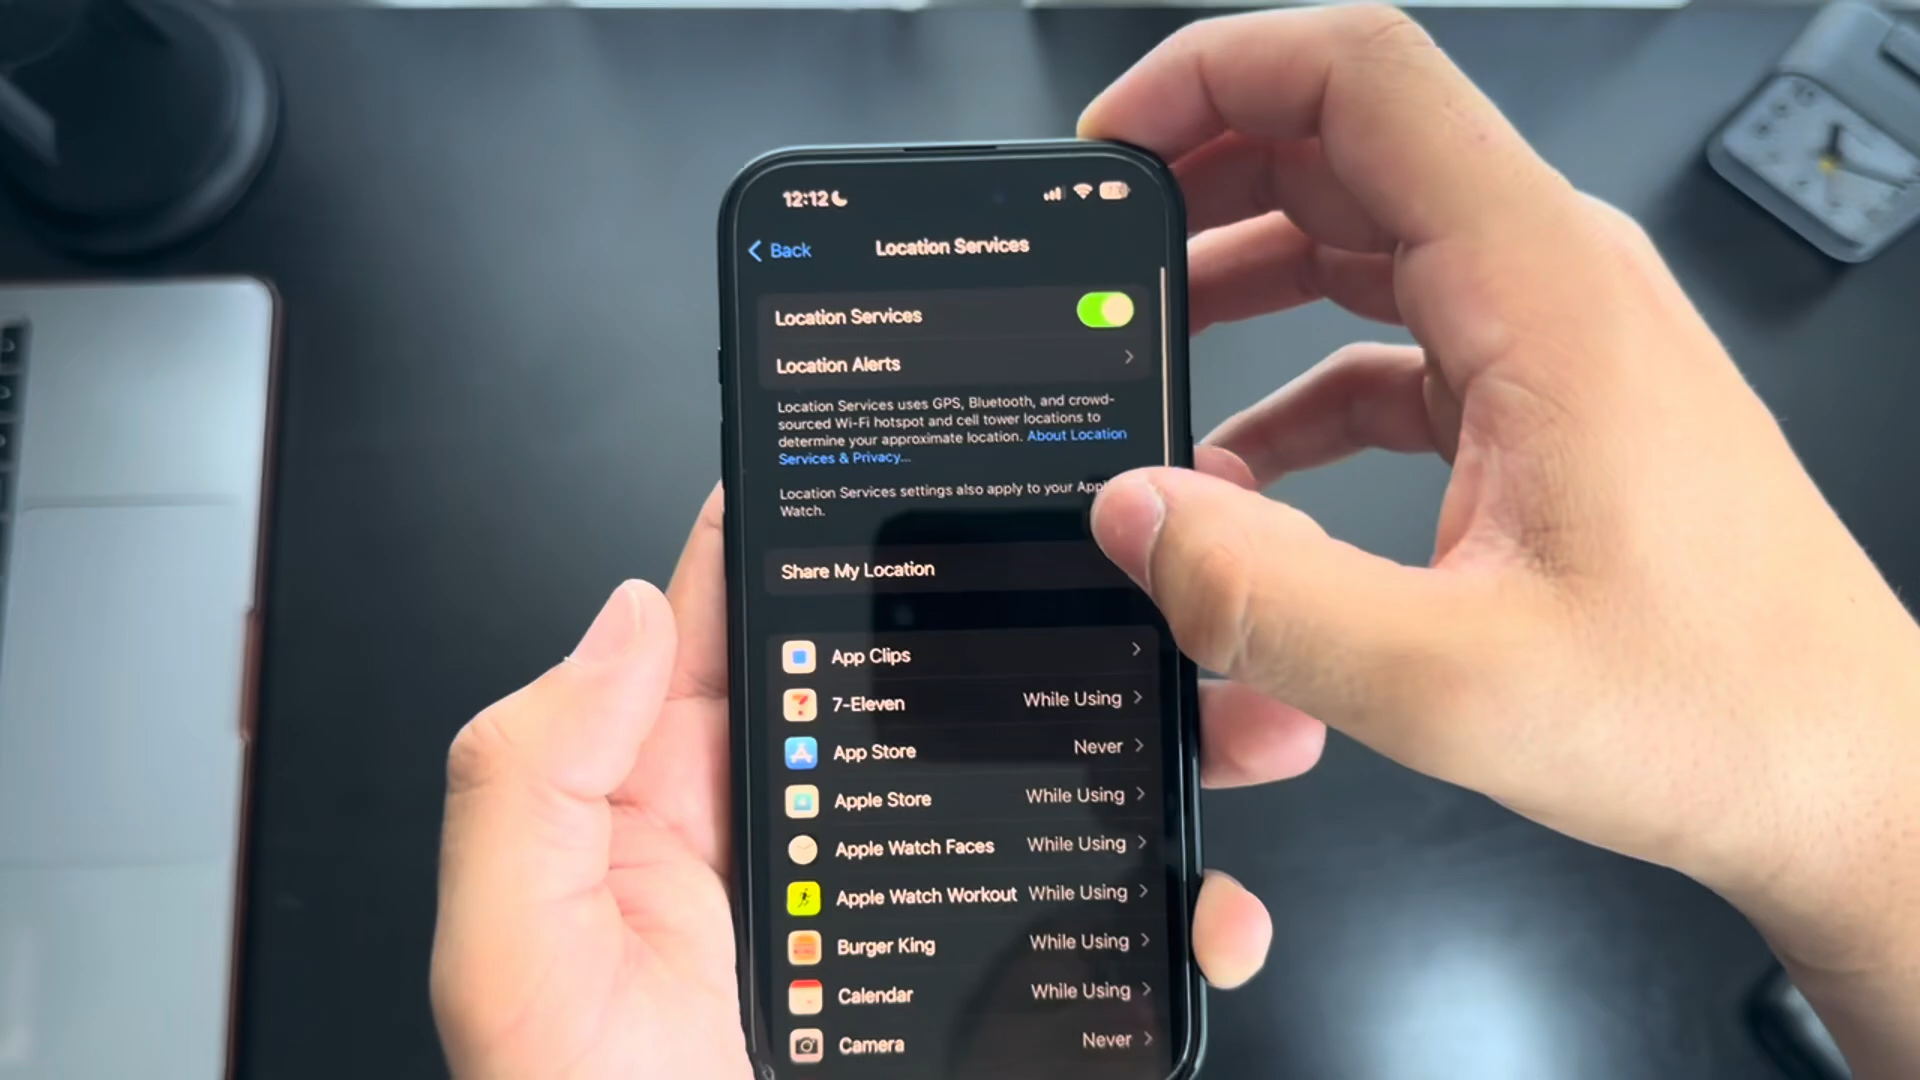 12:12
Back
Location Services
Location Services
Location Alerts
Location Services uses GPS, Bluetooth, and crowd-
sourced Wi-Fi hotspot and cell tower locations to
determine your approximate location. About Location
Services & Privacy...
Location Services settings also apply to your Appl
Watch.
Share My Location
App Clips
7-Eleven While Using
App Store Never
Apple Store While Using
Apple Watch Faces While Using
Apple Watch Workout While Using
Burger King While Using
Calendar While Using
Camera Never